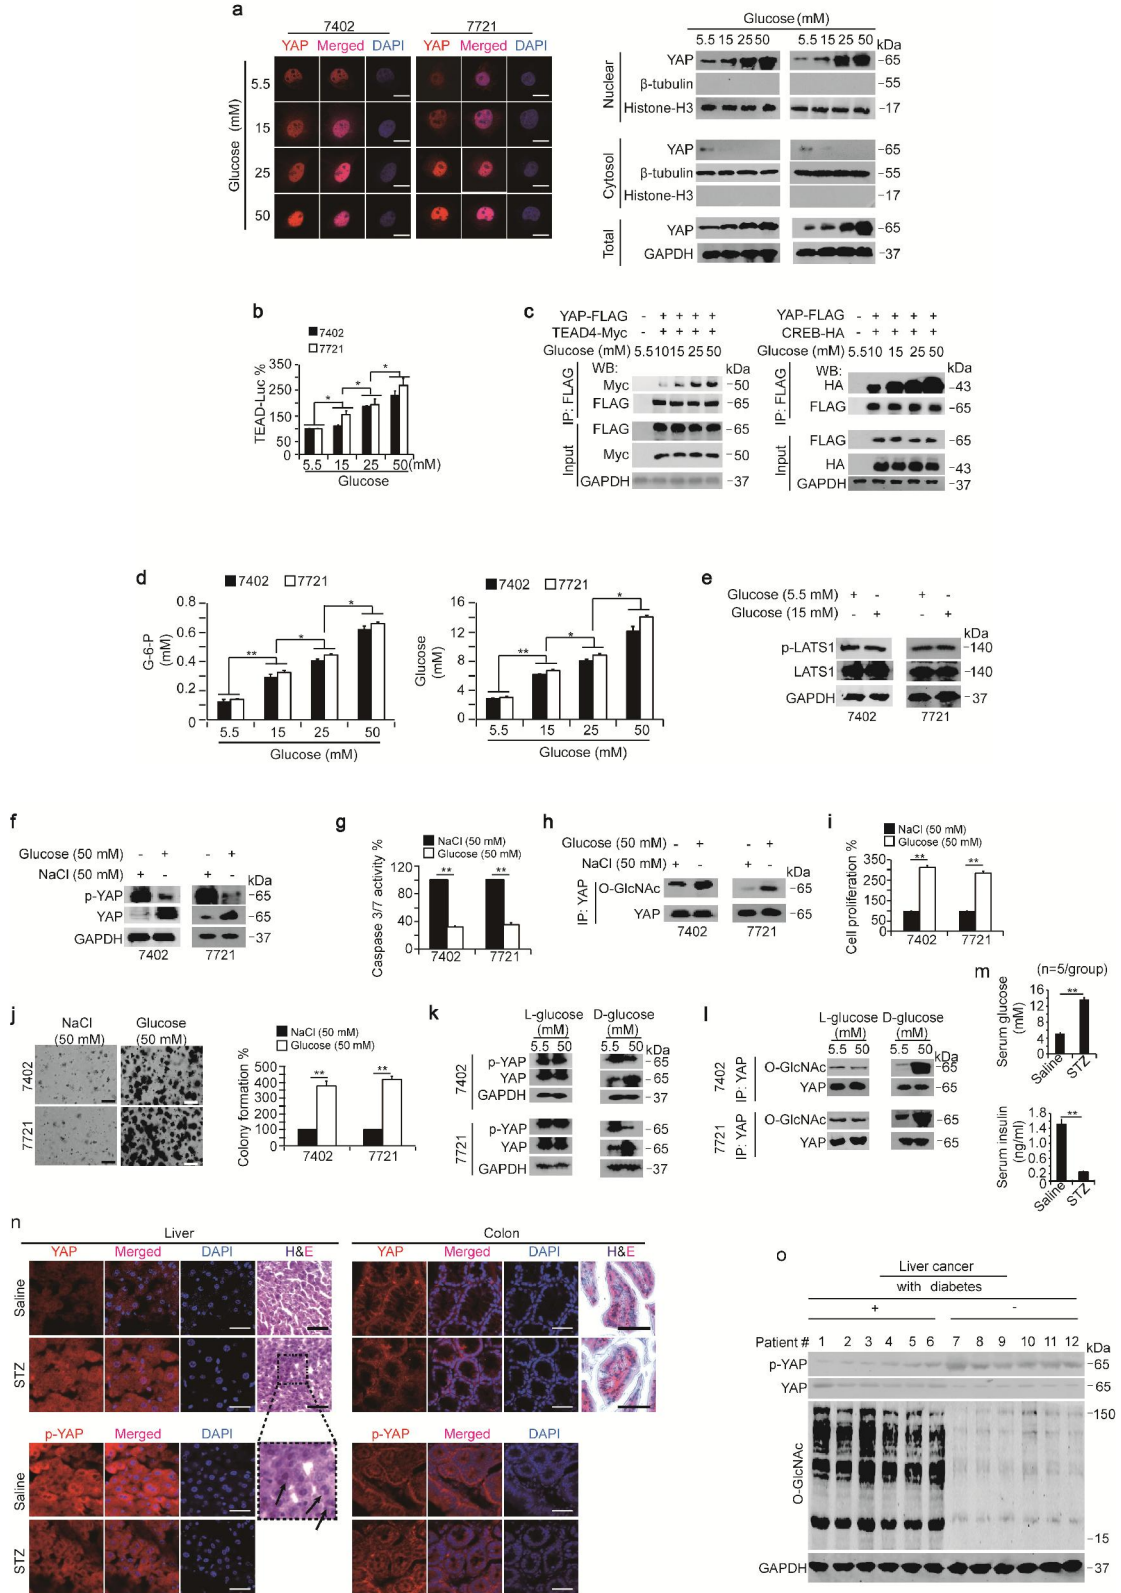 a
7402 7721
YAP Merged DAPI YAP Merged DAPI
Glucose (mM)
5.5
15
25
50
Glucose (mM)
5.5 15 25 50 5.5 15 25 50 kDa
Nuclear
YAP -65
β-tubulin -55
Histone-H3 -17
Cytosol
YAP -65
β-tubulin -55
Histone-H3 -17
Total
YAP -65
GAPDH -37
b
7402
7721
TEAD-Luc %
350
250
150
100
50
0
* * *
5.5 15 25 50 (mM)
Glucose
c
YAP-FLAG - + + + +
TEAD4-Myc - + + + +
Glucose (mM) 5.5 10 15 25 50
WB: kDa
IP: FLAG
Myc -50
FLAG -65
Input
FLAG -65
Myc -50
GAPDH -37
YAP-FLAG - + + + +
CREB-HA - + + + +
Glucose (mM) 5.5 10 15 25 50
WB: kDa
IP: FLAG
HA -43
FLAG -65
Input
FLAG -65
HA -43
GAPDH -37
d
7402 7721
G-6-P (mM)
0.8
0.6
0.4
0.2
0
** * *
5.5 15 25 50
Glucose (mM)
7402 7721
Glucose (mM)
16
12
8
4
0
** * *
5.5 15 25 50
Glucose (mM)
e
Glucose (5.5 mM) + - + -
Glucose (15 mM) - + - +
kDa
p-LATS1 -140
LATS1 -140
GAPDH -37
7402 7721
f
Glucose (50 mM) - + - +
NaCl (50 mM) + - + -
kDa
p-YAP -65
YAP -65
GAPDH -37
7402 7721
g
NaCl (50 mM)
Glucose (50 mM)
Caspase 3/7 activity %
120
80
40
0
** **
7402 7721
h
Glucose (50 mM) - + - +
NaCl (50 mM) + - + -
kDa
IP: YAP
O-GlcNAc -65
YAP -65
7402 7721
i
NaCl (50 mM)
Glucose (50 mM)
Cell proliferation %
350
250
150
100
50
0
** **
7402 7721
j
NaCl (50 mM) Glucose (50 mM)
7402
7721
NaCl (50 mM)
Glucose (50 mM)
Colony formation %
500
400
300
200
100
0
** **
7402 7721
k
L-glucose (mM) D-glucose (mM)
5.5 50 5.5 50 kDa
7402
p-YAP -65
YAP -65
GAPDH -37
7721
p-YAP -65
YAP -65
GAPDH -37
l
L-glucose (mM) D-glucose (mM)
5.5 50 5.5 50 kDa
7402
IP: YAP
O-GlcNAc -65
YAP -65
7721
IP: YAP
O-GlcNAc -65
YAP -65
m
(n=5/group)
Serum glucose (mM)
16
12
8
4
0
**
Saline STZ
Serum insulin (ng/ml)
1.8
1.4
1
0.6
0.2
0
**
Saline STZ
n
Liver Colon
YAP Merged DAPI H&E YAP Merged DAPI H&E
Saline
STZ
p-YAP Merged DAPI p-YAP Merged DAPI
Saline
STZ
o
Liver cancer
with diabetes
+ -
Patient # 1 2 3 4 5 6 7 8 9 10 11 12
kDa
p-YAP -65
YAP -65
O-GlcNAc
-150
-15
GAPDH -37